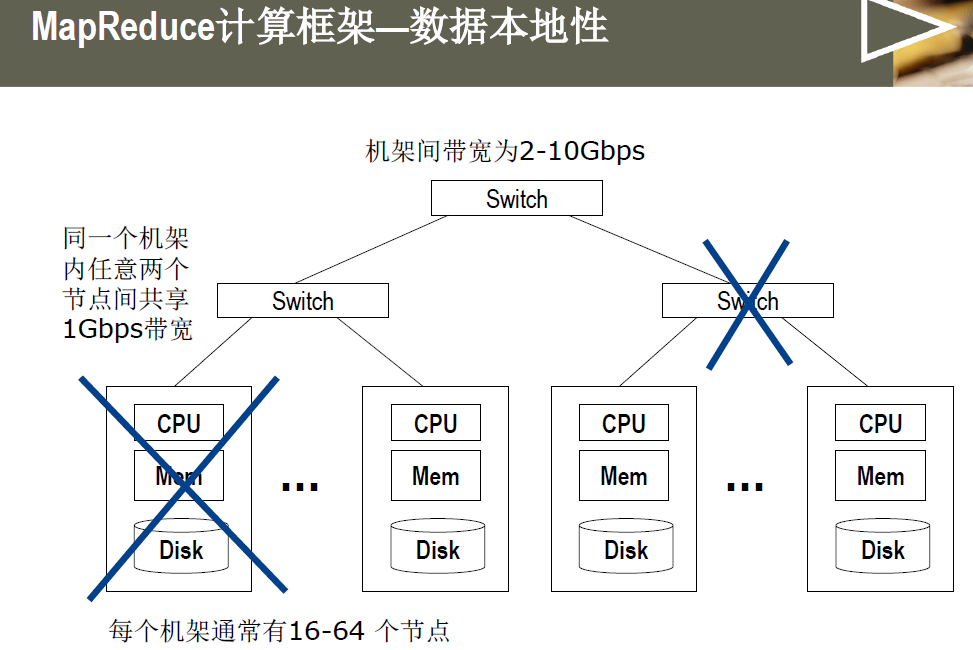 MapReduce计算框架—数据本地性
机架间带宽为2-10Gbps
Switch
同一个机架
内任意两个
节点间共享
1Gbps带宽
Switch
Switch
CPU
Mem
Disk
...
CPU
Mem
Disk
CPU
Mem
Disk
...
CPU
Mem
Disk
每个机架通常有16-64 个节点